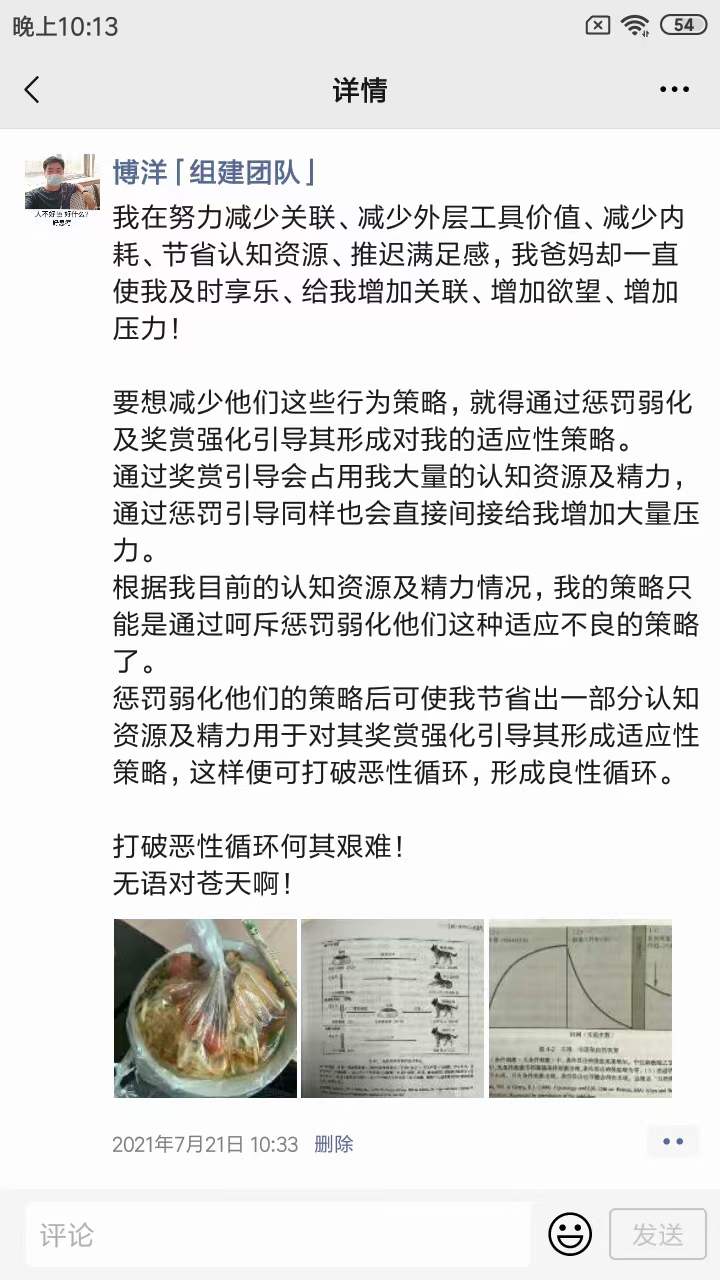 晚上10:13
54
详情
博洋「组建团队」
人不好色 好什么?
我在努力减少关联、减少外层工具价值、减少内
耗、节省认知资源、推迟满足感，我爸妈却一直
使我及时享乐、给我增加关联、增加欲望、增加
压力！
要想减少他们这些行为策略，就得通过惩罚弱化
及奖赏强化引导其形成对我的适应性策略。
通过奖赏引导会占用我大量的认知资源及精力，
通过惩罚引导同样也会直接间接给我增加大量压
力。
根据我目前的认知资源及精力情况，我的策略只
能是通过呵斥惩罚弱化他们这种适应不良的策略
了。
惩罚弱化他们的策略后可使我节省出一部分认知
资源及精力用于对其奖赏强化引导其形成适应性
策略，这样便可打破恶性循环，形成良性循环。
打破恶性循环何其艰难！
无语对苍天啊！
2021年7月21日 10:33 删除
评论
发送